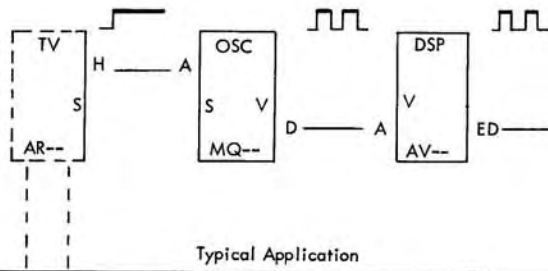 TV
OSC
DSP
H
A
S
S
V
V
D
A
ED
AR--
MQ--
AV--
Typical Application